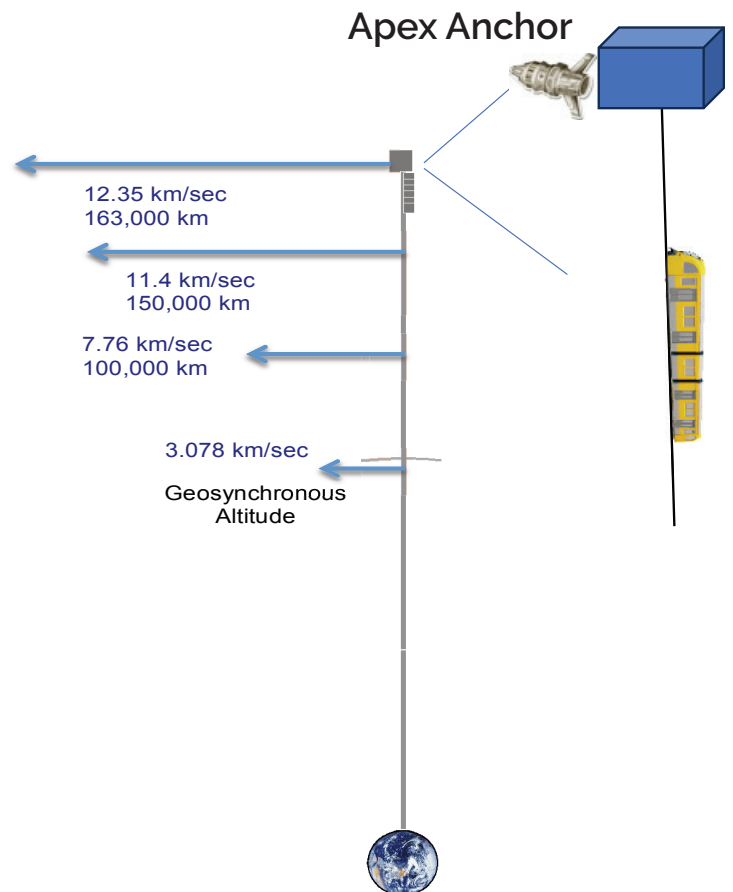 Apex Anchor
12.35 km/sec
163,000 km
11.4 km/sec
150,000 km
7.76 km/sec
100,000 km
3.078 km/sec
Geosynchronous
Altitude